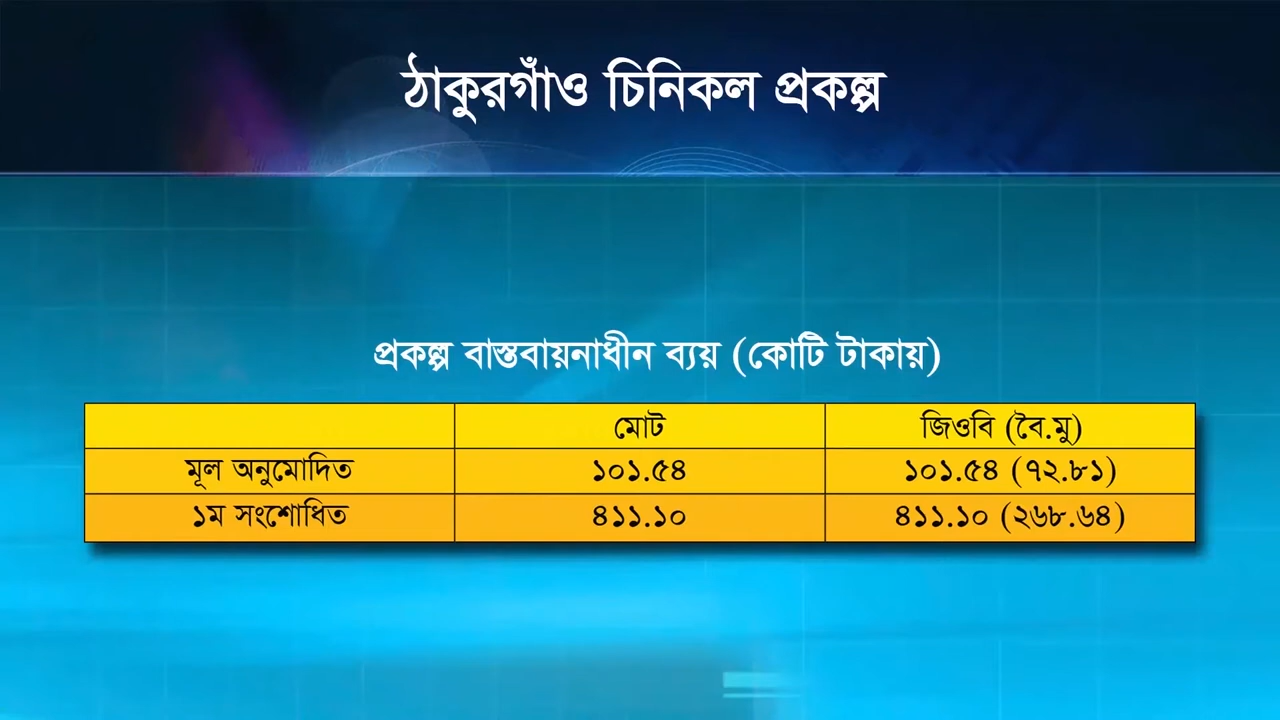 ঠাকুরগাঁও চিনিকল প্রকল্প
প্রকল্প বাস্তবায়নাধীন ব্যয় (কোটি টাকায়)
মোট জিওবি (বৈ.মু)
মূল অনুমোদিত ১০১.৫৪ ১০১.৫৪ (৭২.৮১)
১ম সংশোধিত ৪১১.১০ ৪১১.১০ (২৬৮.৬৪)